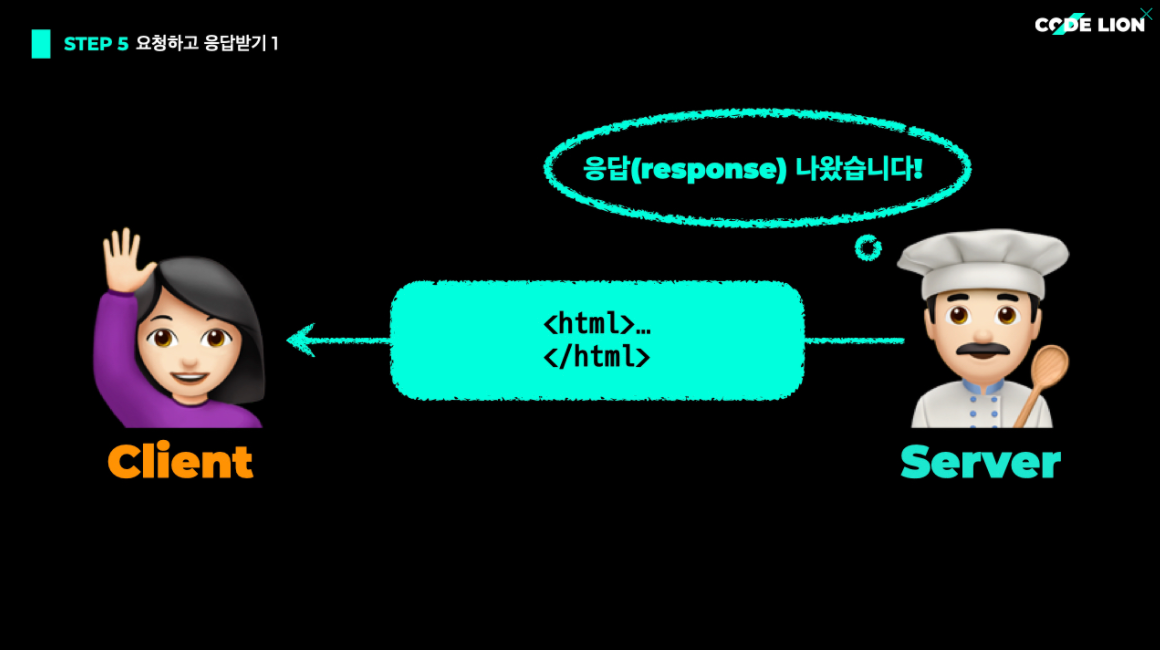 STEP 5 요청하고 응답받기 1
CODE LION
응답(response) 나왔습니다!
<html>…
</html>
Client
Server